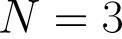 N = 3